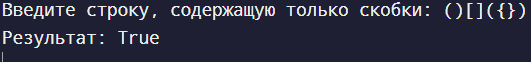 Введите строку, содержащую только скобки: ()[]({})
Результат: True